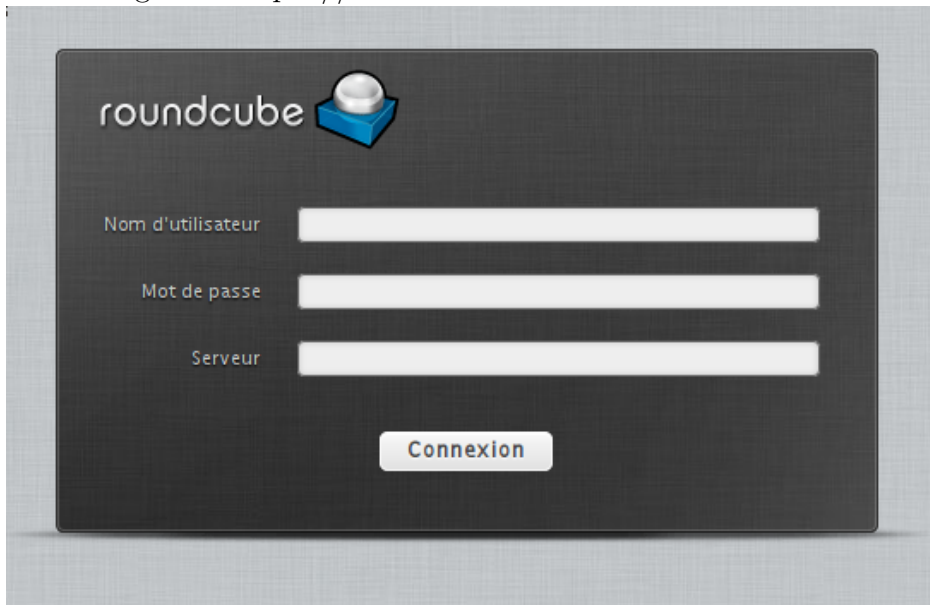 roundcube
Nom d'utilisateur
Mot de passe
Serveur
Connexion